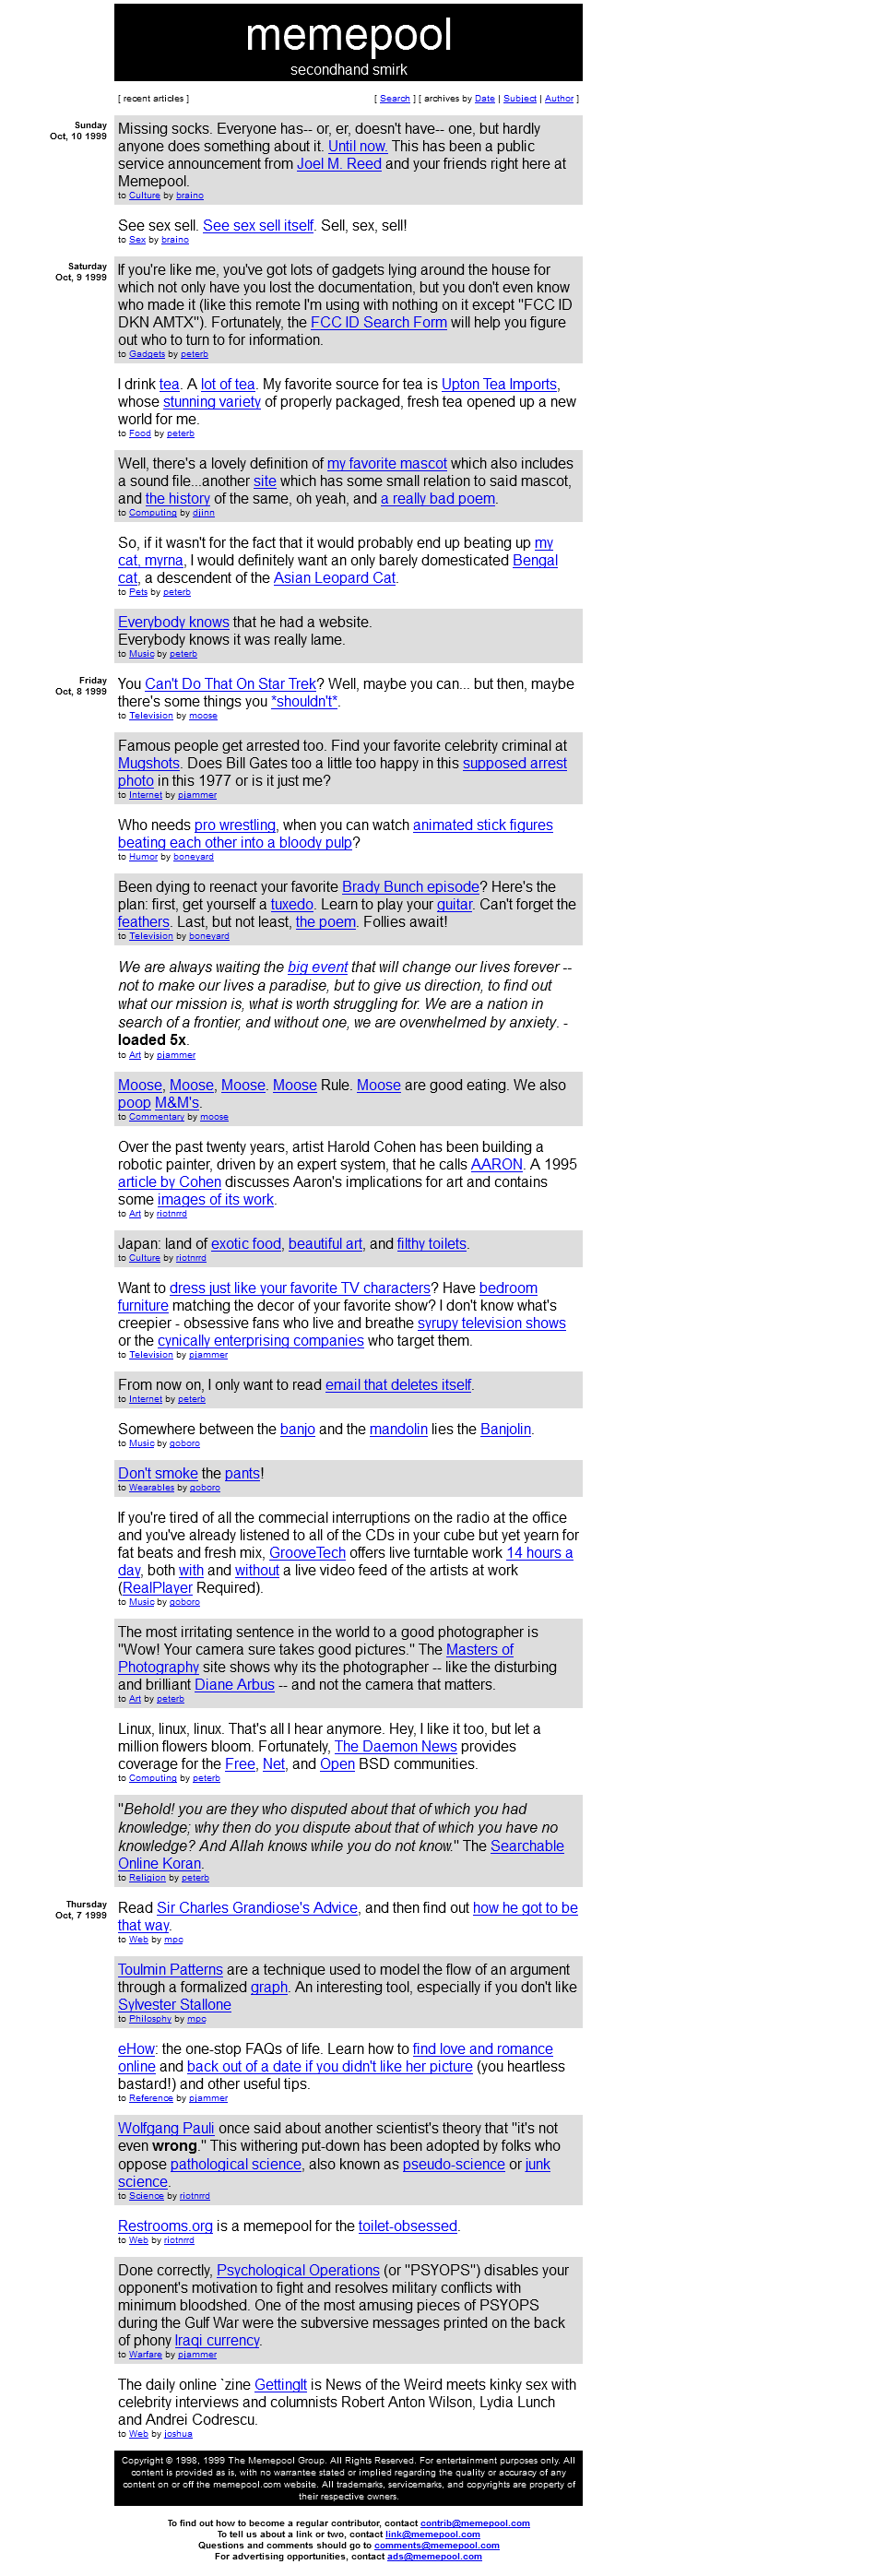 memepool
secondhand smirk
[ recent articles ] [ Search ] [ archives by Date | Subject | Author ]
Sunday
Oct, 10 1999
Missing socks. Everyone has-- or, er, doesn't have-- one, but hardly
anyone does something about it. Until now. This has been a public
service announcement from Joel M. Reed and your friends right here at
Memepool.
to Culture by braino
See sex sell. See sex sell itself. Sell, sex, sell!
to Sex by braino
Saturday
Oct, 9 1999
If you're like me, you've got lots of gadgets lying around the house for
which not only have you lost the documentation, but you don't even know
who made it (like this remote I'm using with nothing on it except "FCC ID
DKN AMTX"). Fortunately, the FCC ID Search Form will help you figure
out who to turn to for information.
to Gadgets by peterb
I drink tea. A lot of tea. My favorite source for tea is Upton Tea Imports,
whose stunning variety of properly packaged, fresh tea opened up a new
world for me.
to Food by peterb
Well, there's a lovely definition of my favorite mascot which also includes
a sound file...another site which has some small relation to said mascot,
and the history of the same, oh yeah, and a really bad poem.
to Computing by djinn
So, if it wasn't for the fact that it would probably end up beating up my
cat, myrna, I would definitely want an only barely domesticated Bengal
cat, a descendent of the Asian Leopard Cat.
to Pets by peterb
Everybody knows that he had a website.
Everybody knows it was really lame.
to Music by peterb
Friday
Oct, 8 1999
You Can't Do That On Star Trek? Well, maybe you can... but then, maybe
there's some things you *shouldn't*.
to Television by moose
Famous people get arrested too. Find your favorite celebrity criminal at
Mugshots. Does Bill Gates too a little too happy in this supposed arrest
photo in this 1977 or is it just me?
to Internet by pjammer
Who needs pro wrestling, when you can watch animated stick figures
beating each other into a bloody pulp?
to Humor by boneyard
Been dying to reenact your favorite Brady Bunch episode? Here's the
plan: first, get yourself a tuxedo. Learn to play your guitar. Can't forget the
feathers. Last, but not least, the poem. Follies await!
to Television by boneyard
We are always waiting the big event that will change our lives forever --
not to make our lives a paradise, but to give us direction, to find out
what our mission is, what is worth struggling for. We are a nation in
search of a frontier, and without one, we are overwhelmed by anxiety. -
loaded 5x.
to Art by pjammer
Moose, Moose, Moose. Moose Rule. Moose are good eating. We also
poop M&M's.
to Commentary by moose
Over the past twenty years, artist Harold Cohen has been building a
robotic painter, driven by an expert system, that he calls AARON. A 1995
article by Cohen discusses Aaron's implications for art and contains
some images of its work.
to Art by riotnrrd
Japan: land of exotic food, beautiful art, and filthy toilets.
to Culture by riotnrrd
Want to dress just like your favorite TV characters? Have bedroom
furniture matching the decor of your favorite show? I don't know what's
creepier - obsessive fans who live and breathe syrupy television shows
or the cynically enterprising companies who target them.
to Television by pjammer
From now on, I only want to read email that deletes itself.
to Internet by peterb
Somewhere between the banjo and the mandolin lies the Banjolin.
to Music by goboro
Don't smoke the pants!
to Wearables by goboro
If you're tired of all the commecial interruptions on the radio at the office
and you've already listened to all of the CDs in your cube but yet yearn for
fat beats and fresh mix, GrooveTech offers live turntable work 14 hours a
day, both with and without a live video feed of the artists at work
(RealPlayer Required).
to Music by goboro
The most irritating sentence in the world to a good photographer is
"Wow! Your camera sure takes good pictures." The Masters of
Photography site shows why its the photographer -- like the disturbing
and brilliant Diane Arbus -- and not the camera that matters.
to Art by peterb
Linux, linux, linux. That's all I hear anymore. Hey, I like it too, but let a
million flowers bloom. Fortunately, The Daemon News provides
coverage for the Free, Net, and Open BSD communities.
to Computing by peterb
"Behold! you are they who disputed about that of which you had
knowledge; why then do you dispute about that of which you have no
knowledge? And Allah knows while you do not know." The Searchable
Online Koran.
to Religion by peterb
Thursday
Oct, 7 1999
Read Sir Charles Grandiose's Advice, and then find out how he got to be
that way.
to Web by mpc
Toulmin Patterns are a technique used to model the flow of an argument
through a formalized graph. An interesting tool, especially if you don't like
Sylvester Stallone
to Philosphy by mpc
eHow: the one-stop FAQs of life. Learn how to find love and romance
online and back out of a date if you didn't like her picture (you heartless
bastard!) and other useful tips.
to Reference by pjammer
Wolfgang Pauli once said about another scientist's theory that "it's not
even wrong." This withering put-down has been adopted by folks who
oppose pathological science, also known as pseudo-science or junk
science.
to Science by riotnrrd
Restrooms.org is a memepool for the toilet-obsessed.
to Web by riotnrrd
Done correctly, Psychological Operations (or "PSYOPS") disables your
opponent's motivation to fight and resolves military conflicts with
minimum bloodshed. One of the most amusing pieces of PSYOPS
during the Gulf War were the subversive messages printed on the back
of phony Iraqi currency.
to Warfare by pjammer
The daily online `zine GettingIt is News of the Weird meets kinky sex with
celebrity interviews and columnists Robert Anton Wilson, Lydia Lunch
and Andrei Codrescu.
to Web by joshua
Copyright © 1998, 1999 The Memepool Group. All Rights Reserved. For entertainment purposes only. All
content is provided as is, with no warrantee stated or implied regarding the quality or accuracy of any
content on or off the memepool.com website. All trademarks, servicemarks, and copyrights are property of
their respective owners.
To find out how to become a regular contributor, contact contrib@memepool.com
To tell us about a link or two, contact link@memepool.com
Questions and comments should go to comments@memepool.com
For advertising opportunities, contact ads@memepool.com